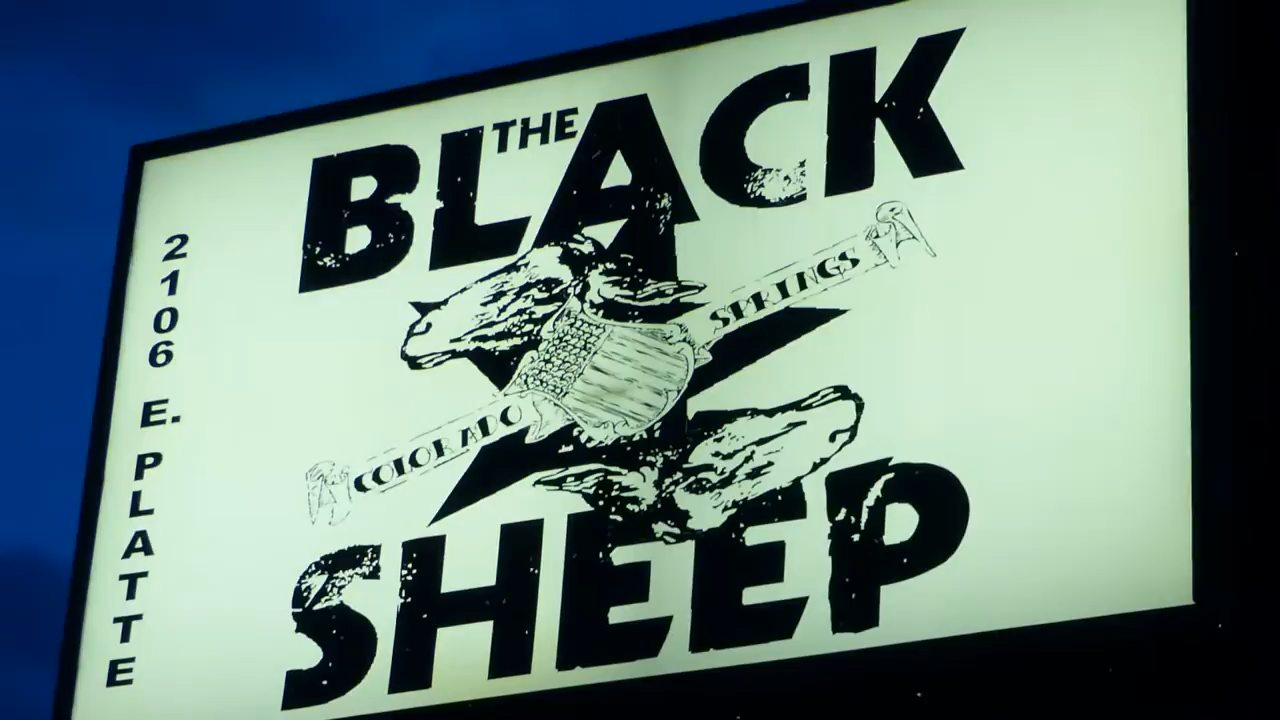 THE
BLACK
SPRINGS
COLORADO
SHEEP
2106 E. PLATTE